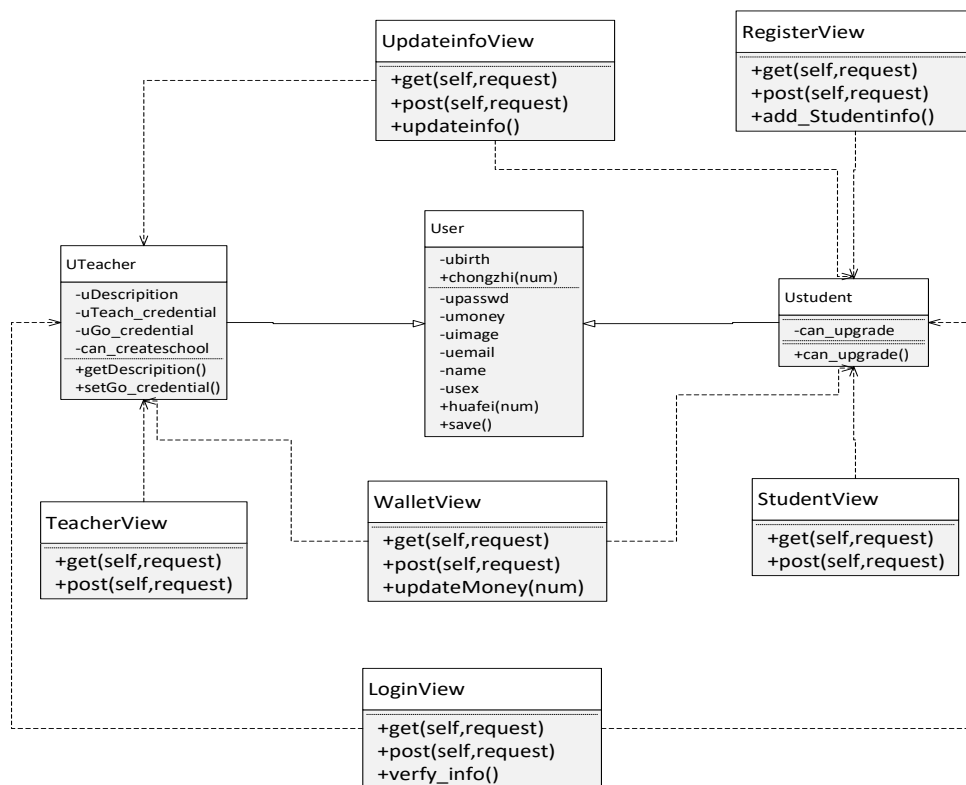 UpdateinfoView
+get(self,request)
+post(self,request)
+updateinfo()
RegisterView
+get(self,request)
+post(self,request)
+add_Studentinfo()
UTeacher
-uDescripition
-uTeach_credential
-uGo_credential
-can_createschool
+getDescripition()
+setGo_credential()
User
-ubirth
+chongzhi(num)
-upasswd
-umoney
-uimage
-uemail
-name
-usex
+huafei(num)
+save()
Ustudent
-can_upgrade
+can_upgrade()
TeacherView
+get(self,request)
+post(self,request)
WalletView
+get(self,request)
+post(self,request)
+updateMoney(num)
StudentView
+get(self,request)
+post(self,request)
LoginView
+get(self,request)
+post(self,request)
+verfy_info()